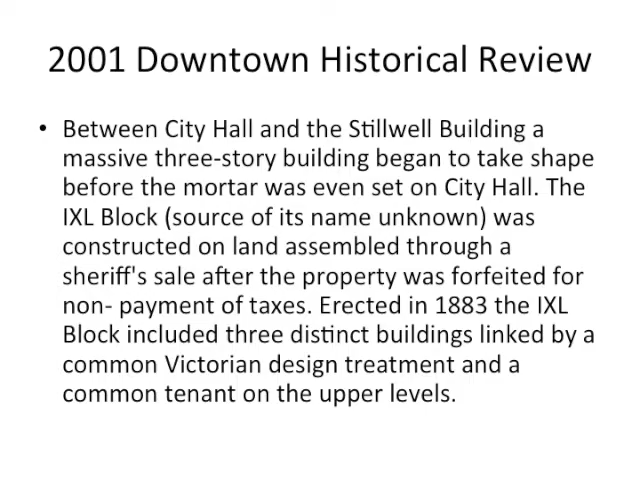 2001 Downtown Historical Review
• Between City Hall and the Stillwell Building a
massive three-story building began to take shape
before the mortar was even set on City Hall. The
IXL Block (source of its name unknown) was
constructed on land assembled through a
sheriff's sale after the property was forfeited for
non- payment of taxes. Erected in 1883 the IXL
Block included three distinct buildings linked by a
common Victorian design treatment and a
common tenant on the upper levels.